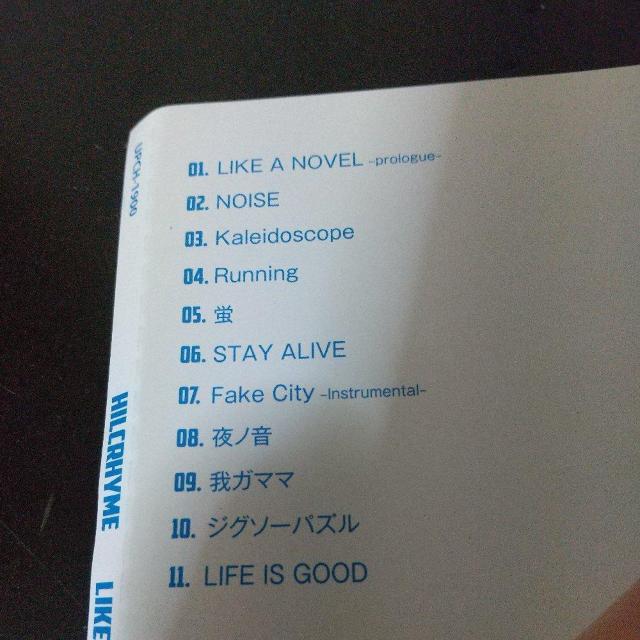 01. LIKE A NOVEL -prologue-
02. NOISE
03. Kaleidoscope
04. Running
05. 蛍
06. STAY ALIVE
07. Fake City -Instrumental-
08. 夜ノ音
09. 我ガママ
10. ジグソーパズル
11. LIFE IS GOOD
UPCH-1900
HILCRHYME LIKE